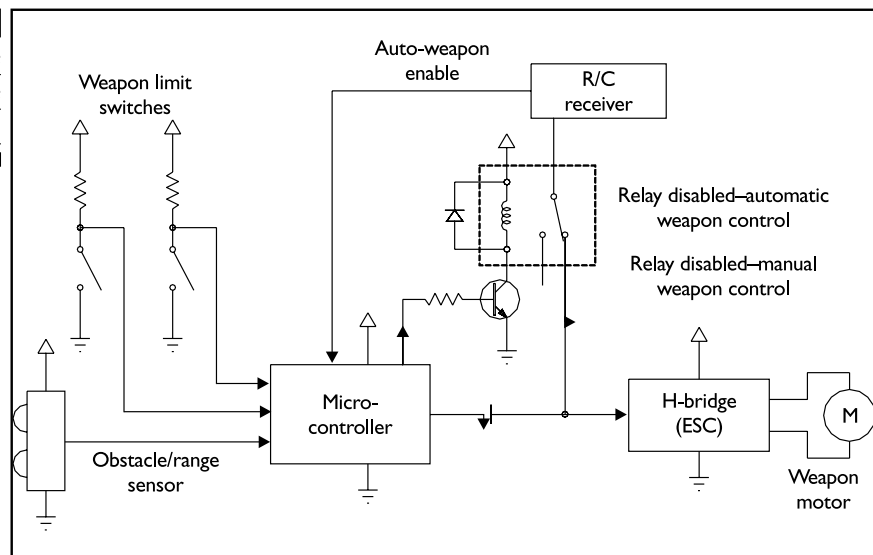 Auto-weapon
enable
R/C
receiver
Weapon limit
switches
Relay disabled–automatic
weapon control
Relay disabled–manual
weapon control
Micro-
controller
H-bridge
(ESC)
M
Obstacle/range
sensor
Weapon
motor